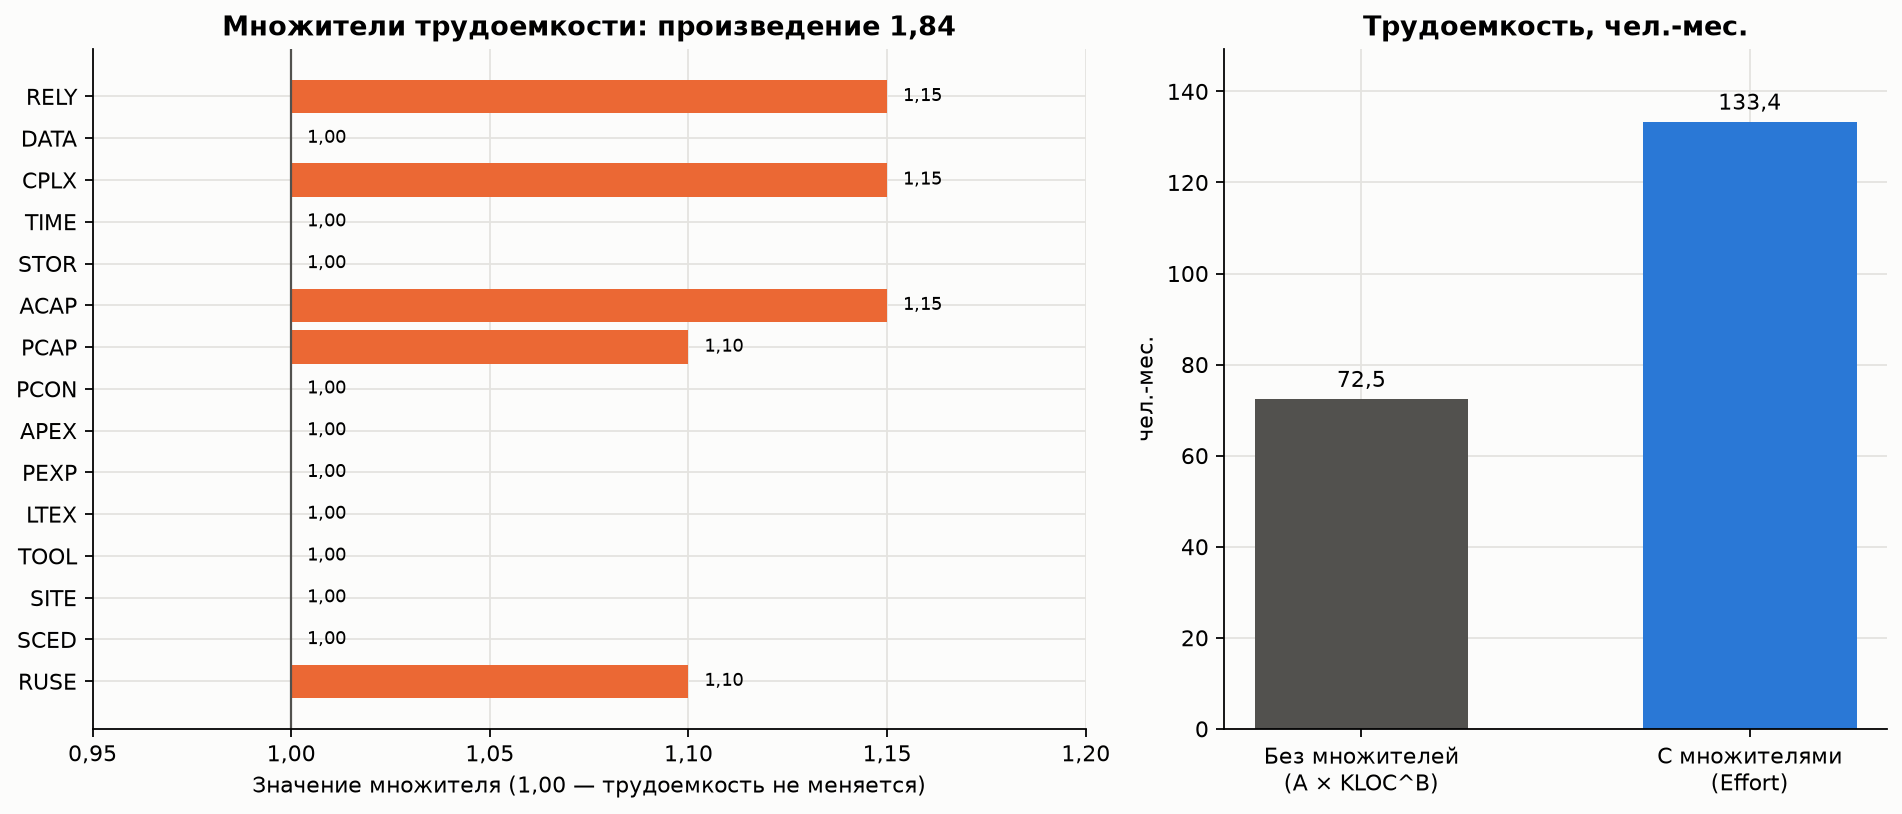 Множители трудоемкости: произведение 1,84
RELY 1,15
DATA 1,00
CPLX 1,15
TIME 1,00
STOR 1,00
ACAP 1,15
PCAP 1,10
PCON 1,00
APEX 1,00
PEXP 1,00
LTEX 1,00
TOOL 1,00
SITE 1,00
SCED 1,00
RUSE 1,10
0,95 1,00 1,05 1,10 1,15 1,20
Значение множителя (1,00 — трудоемкость не меняется)
Трудоемкость, чел.-мес.
чел.-мес.
140
120
100
80
60
40
20
0
72,5
133,4
Без множителей
(A × KLOC^B)
С множителями
(Effort)